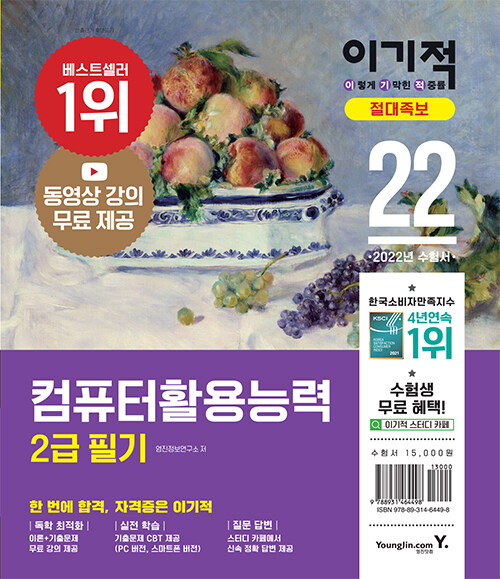 베스트셀러
1위
동영상 강의
무료 제공
이기적
이렇게 기막힌 적중률
절대족보
22
·2022년 수험서·
한국소비자만족지수
KSCI
KOREA
SATISFACTION
CONSUMER
INDEX
2021
4년연속
1위
수험생
무료 혜택!
이기적 스터디 카페
수험서 15,000원
13000
9 788931 464498
ISBN 978-89-314-6449-8
YoungJin.com Y.
영진닷컴
컴퓨터활용능력
2급 필기
영진정보연구소 저
한 번에 합격, 자격증은 이기적
| 독학 최적화 |
이론+기출문제
무료 강의 제공
| 실전 학습 |
기출문제 CBT 제공
(PC 버전, 스마트폰 버전)
| 질문 답변 |
스터디 카페에서
신속 정확 답변 제공